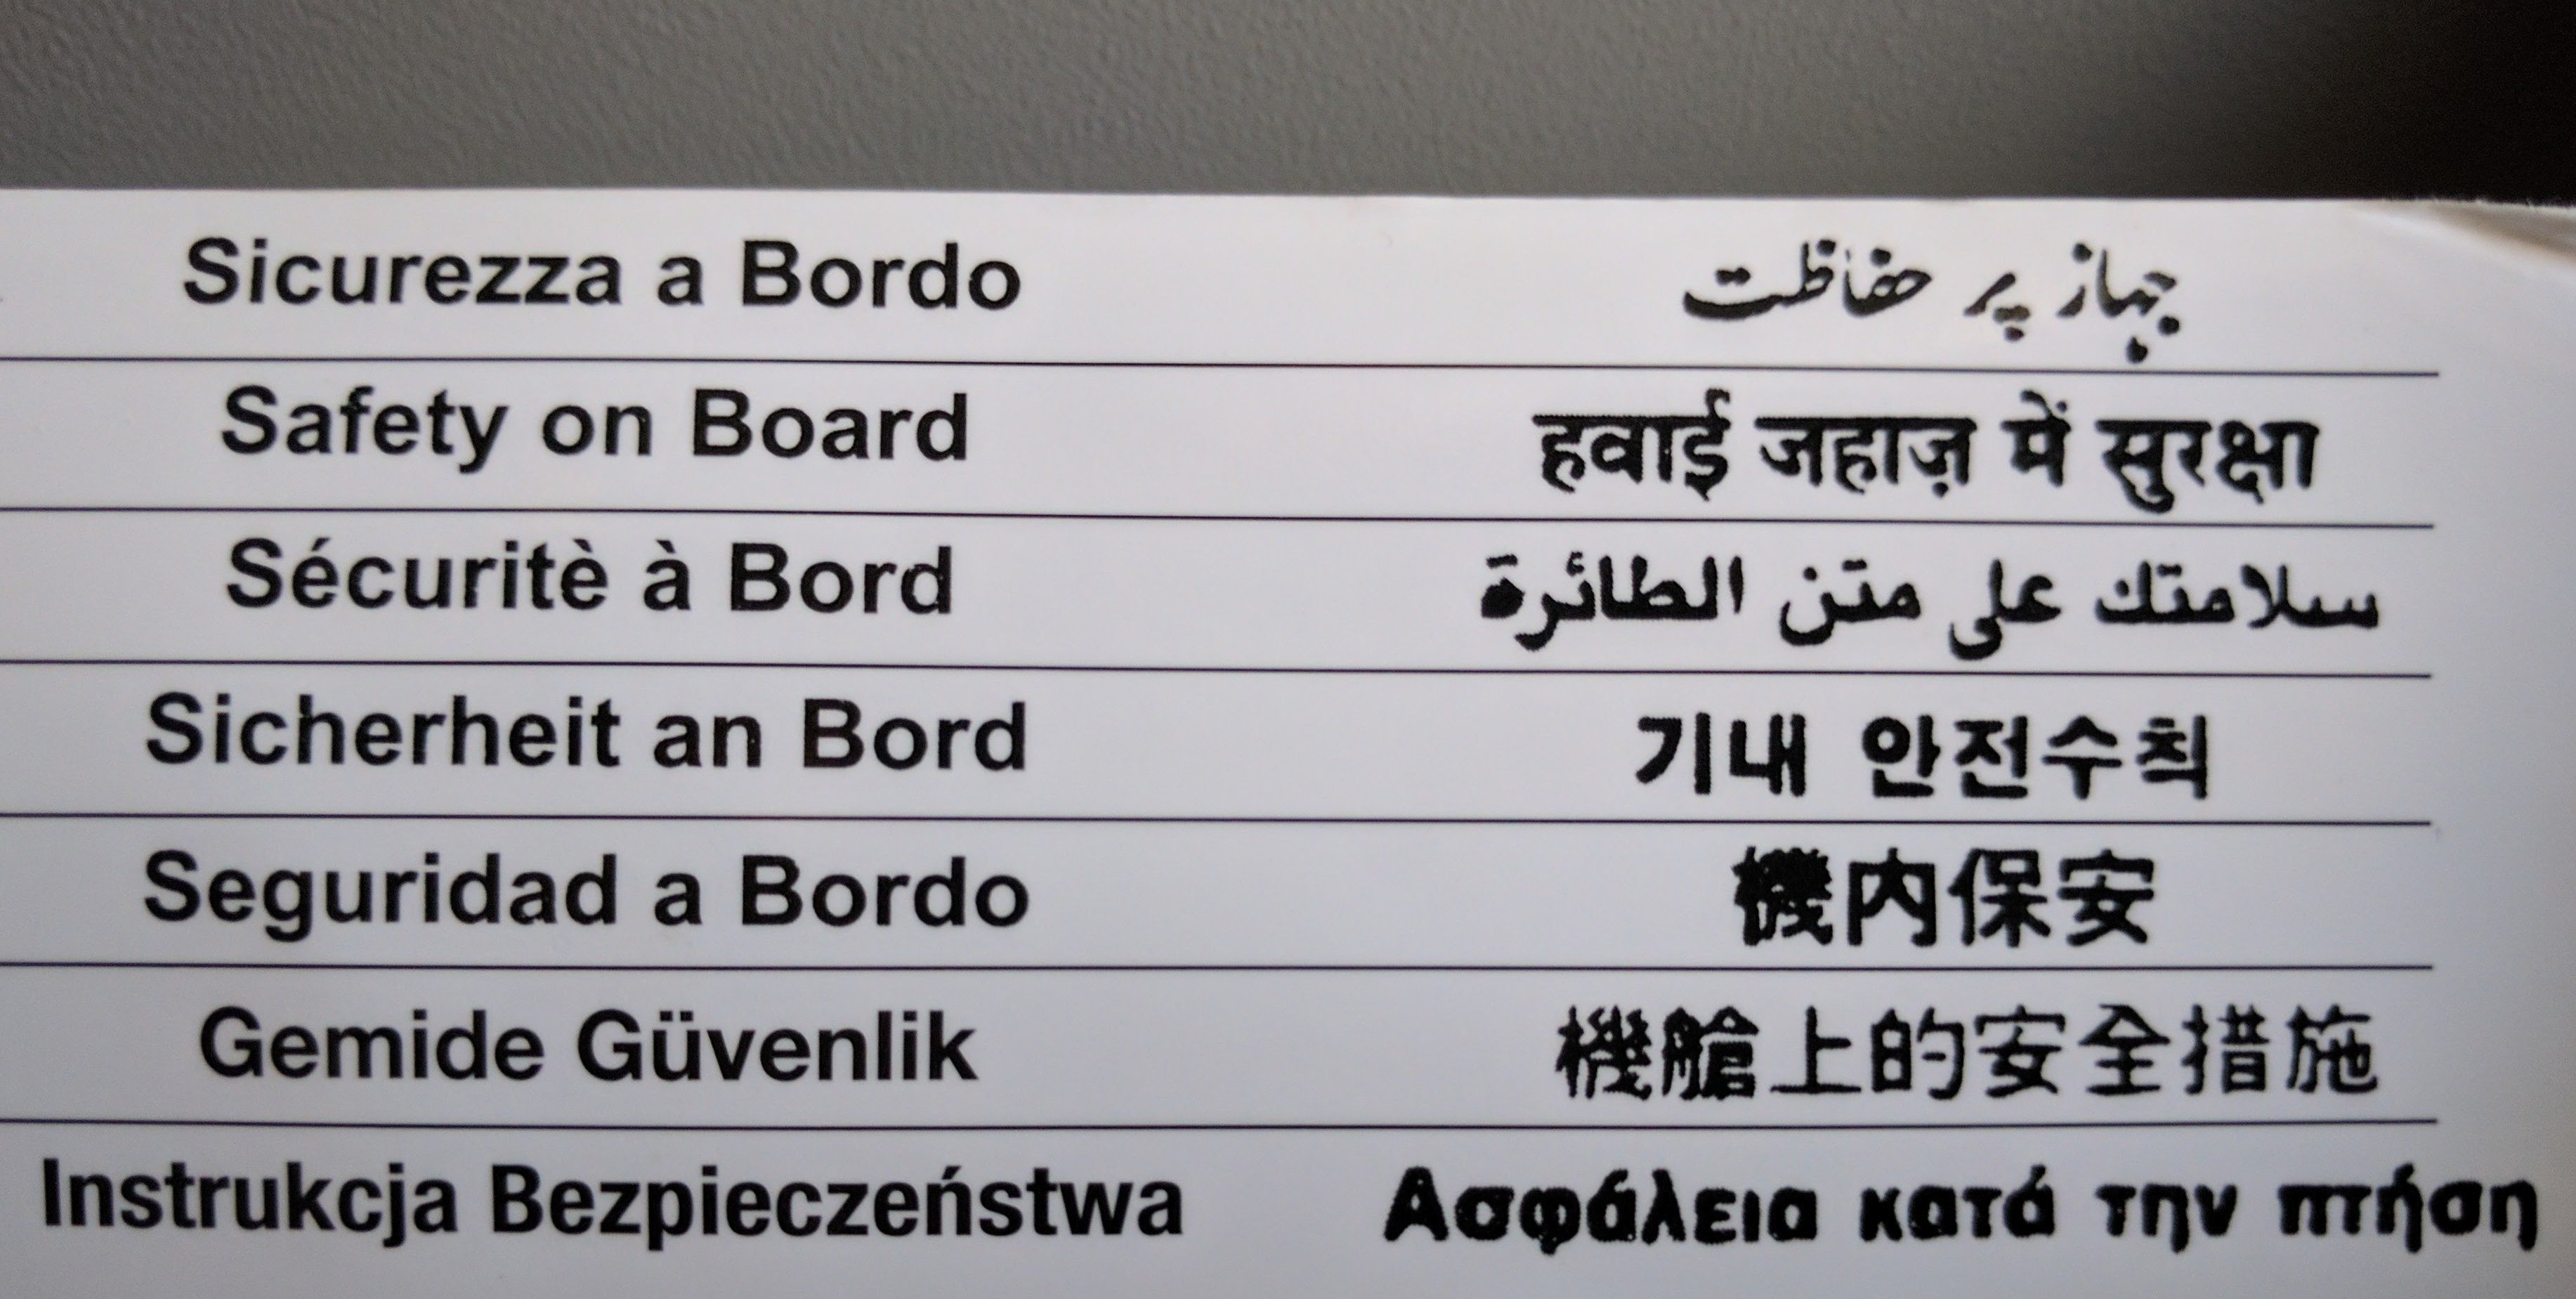 Sicurezza a Bordo
جہاز پر حفاظت
Safety on Board
हवाई जहाज़ में सुरक्षा
Sécuritè à Bord
سلامتك على متن الطائرة
Sicherheit an Bord
기내 안전수칙
Seguridad a Bordo
機内保安
Gemide Güvenlik
機艙上的安全措施
Instrukcja Bezpieczeństwa
Ασφάλεια κατά την πτήση